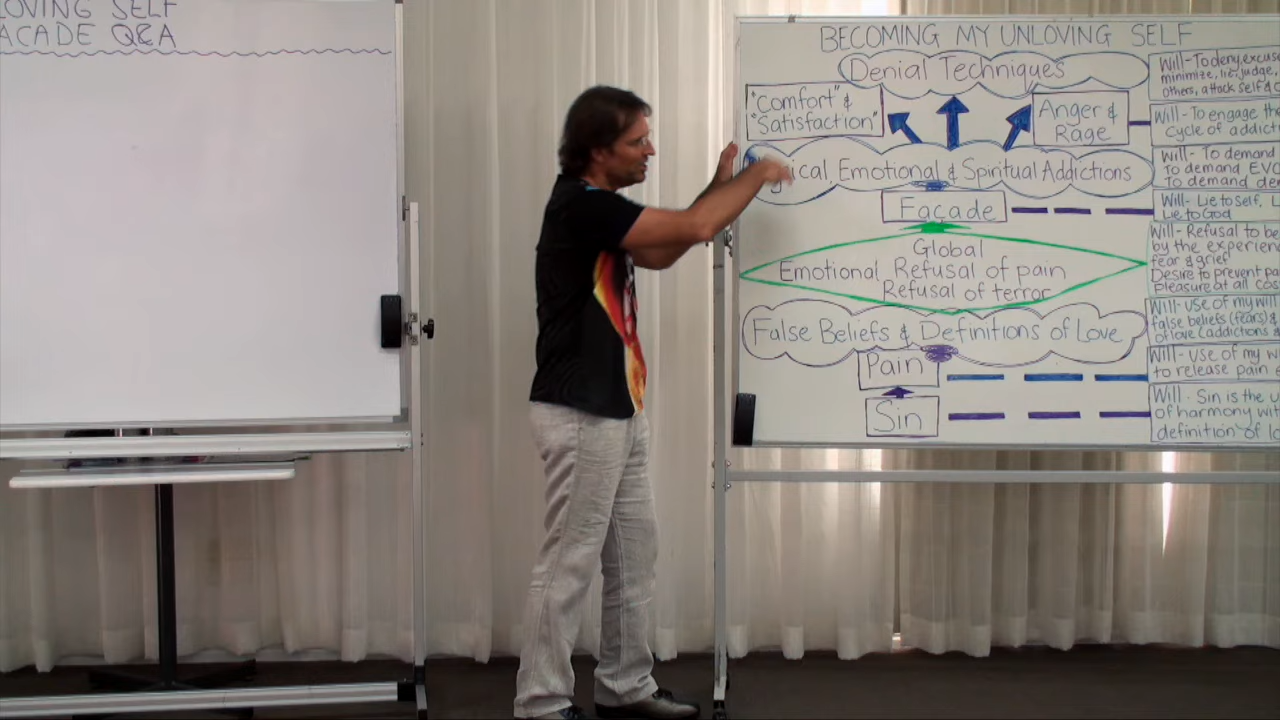 LOVING SELF
ACADE Q&A
BECOMING MY UNLOVING SELF
Denial Techniques
"Comfort" &
"Satisfaction"
Anger &
Rage
Emotional & Spiritual Addictions
Façade
Global
Emotional Refusal of pain
Refusal of terror
False Beliefs & Definitions of Love
Pain
Sin
Will- To deny, excuse
minimize, lie, judge,
others, attack self &
Will- To engage the
cycle of addict
Will- To demand
To demand EVO
To demand de
Will- Lie to Self, L
Lie to God
Will- Refusal to be
by the experien
fear & grief
Desire to prevent pa
pleasure at all cos
Will- use of my will
false beliefs (fears) &
of love (addictions &
Will- use of my w
to release pain
Will- Sin is the u
of harmony wit
definition of lo